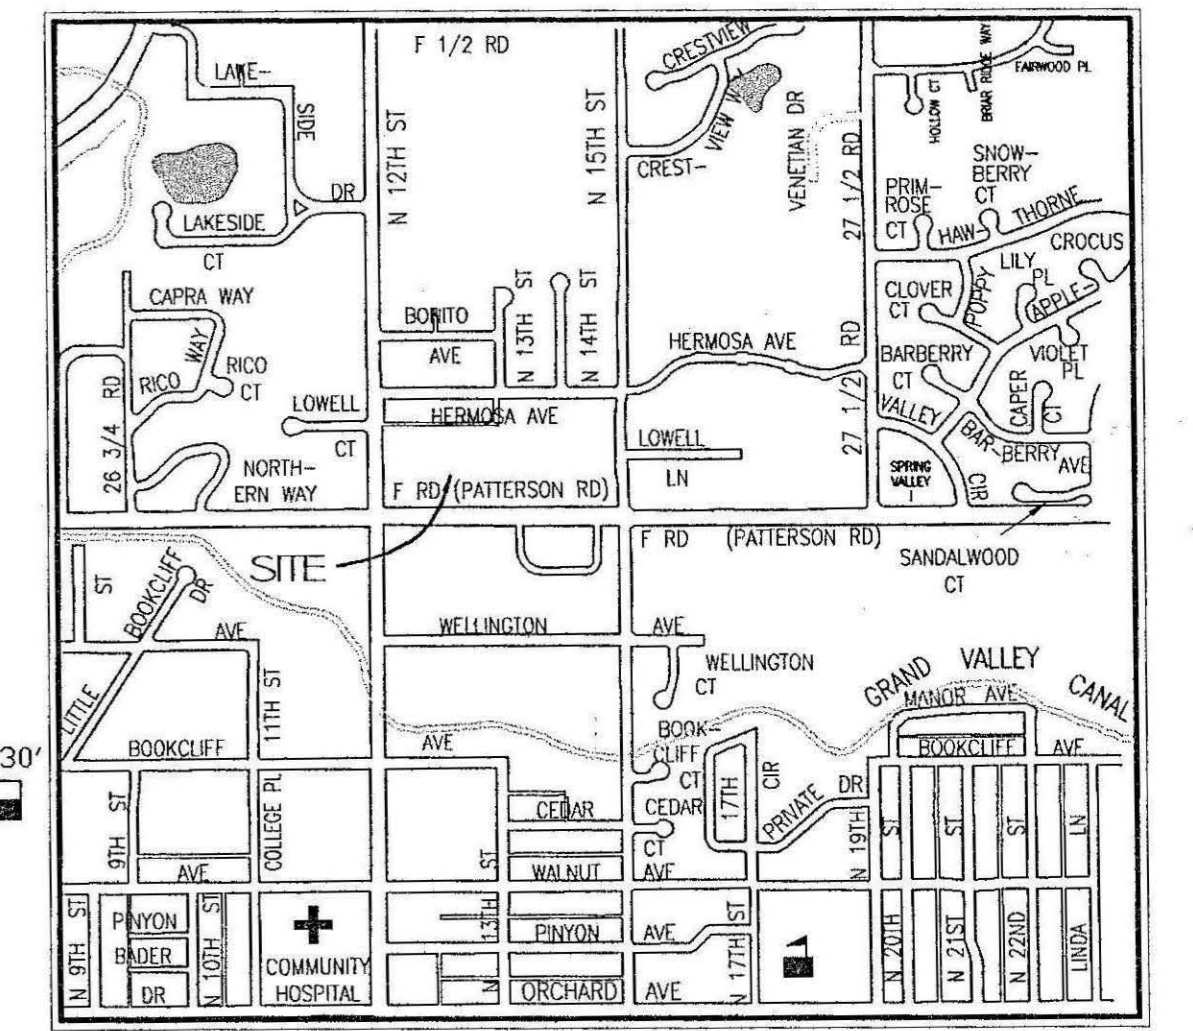 F 1/2 RD
CRESTVIEW
LAKE-
SIDE
DR
N 12TH ST
N 15TH ST
VIEW
CREST-
VENETIAN DR
27 1/2 RD
HOLLOW CT
BRIAR RIDGE WAY
FAIRWOOD PL
SNOW-
BERRY
CT
PRIM-
ROSE
CT
HAW-
THORNE
CROCUS
LAKESIDE
CT
CAPRA WAY
BONITO
AVE
N 13TH ST
N 14TH ST
HERMOSA AVE
CLOVER
CT
POPPY
LILY
PL
APPLE-
RICO
WAY
RICO
CT
26 3/4 RD
LOWELL
CT
HERMOSA AVE
27 1/2 RD
BARBERRY
CT
VIOLET
PL
CAPER
CT
VALLEY
CIR
BAR-
BERRY
AVE
LOWELL
LN
SPRING
VALLEY
I
NORTH-
ERN WAY
F RD (PATTERSON RD)
F RD (PATTERSON RD)
SANDALWOOD
CT
SITE
ST
BOOKCLIFF
DR
AVE
WELLINGTON
AVE
WELLINGTON
CT
GRAND VALLEY CANAL
MANOR AVE
LITTLE
11TH ST
BOOKCLIFF
AVE
BOOK-
CLIFF
CT
BOOKCLIFF
AVE
30'
9TH ST
COLLEGE PL
CEDAR
CEDAR
CT
17TH
CIR
PRIVATE
DR
N 19TH
ST
ST
ST
LN
AVE
WALNUT
AVE
N 9TH ST
PINYON
BADER
DR
N 10TH ST
COMMUNITY
HOSPITAL
N 13TH ST
PINYON
AVE
ORCHARD
AVE
N 17TH ST
N 20TH
N 21ST
N 22ND
LINDA